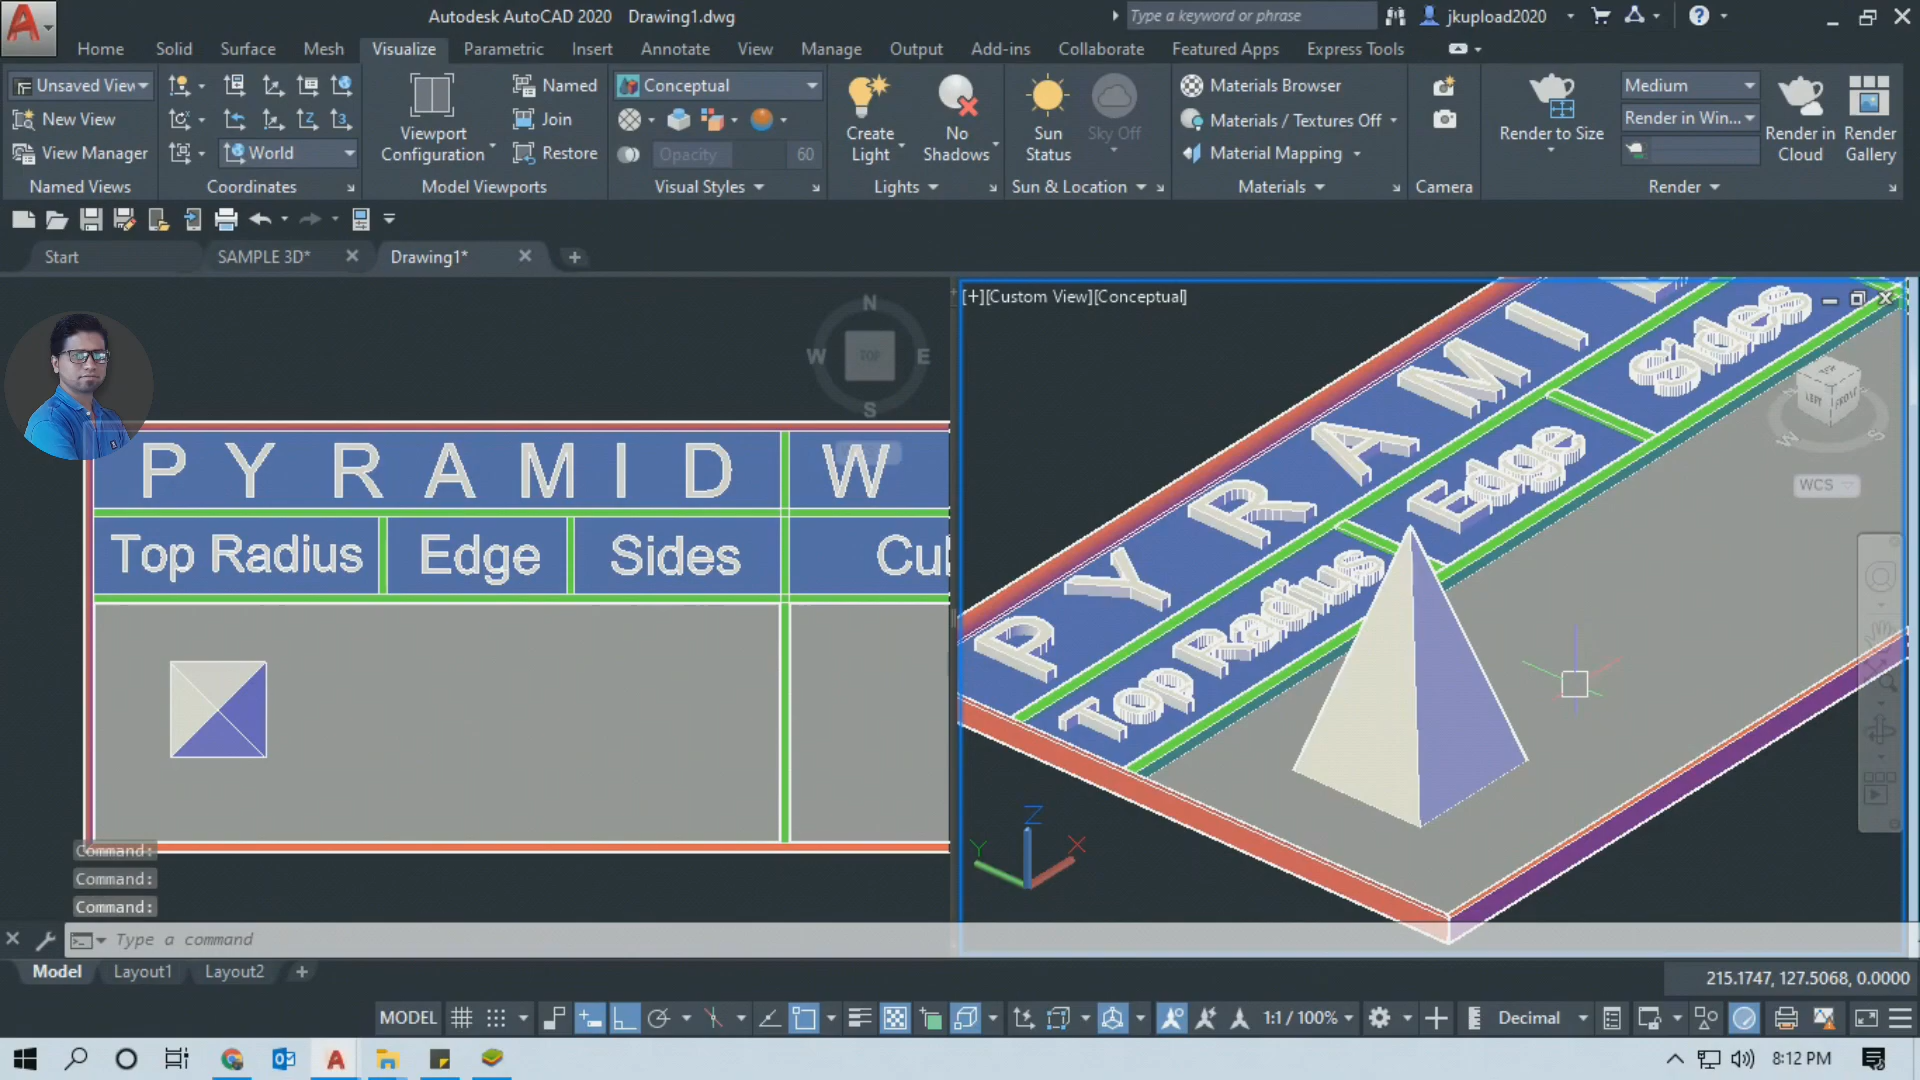 Autodesk AutoCAD 2020 Drawing1.dwg
Type a keyword or phrase
jkupload2020
Home Solid Surface Mesh Visualize Parametric Insert Annotate View Manage Output Add-ins Collaborate Featured Apps Express Tools
Unsaved View
New View
View Manager
Named Views
World
Coordinates
Viewport
Configuration
Named
Join
Restore
Model Viewports
Conceptual
Opacity 60
Visual Styles
Create
Light
No
Shadows
Lights
Sun
Status
Sky Off
Sun & Location
Materials Browser
Materials / Textures Off
Material Mapping
Materials
Camera
Render to Size
Medium
Render in Win...
Render in
Cloud
Render
Gallery
Render
Start
SAMPLE 3D*
Drawing1*
[+][Custom View][Conceptual]
N
W TOP E
S
PYRAMID W
Top Radius Edge Sides
PYRAMI
Top Radius Edge Sides
TOP
LEFT FRONT
W S
WCS
Z
Y X
Command:
Command:
Command:
Type a command
Model Layout1 Layout2
215.1747, 127.5068, 0.0000
MODEL
1:1 / 100%
Decimal
8:12 PM